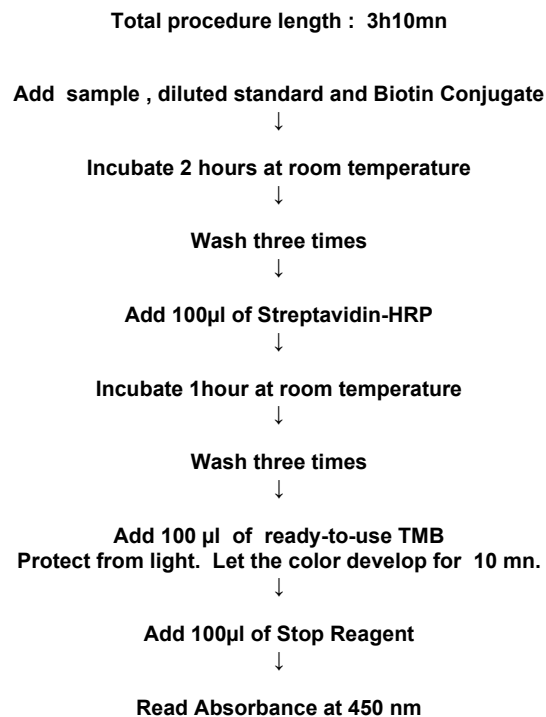 Total procedure length : 3h10mn
Add sample , diluted standard and Biotin Conjugate
↓
Incubate 2 hours at room temperature
↓
Wash three times
↓
Add 100µl of Streptavidin-HRP
↓
Incubate 1hour at room temperature
↓
Wash three times
↓
Add 100 µl of ready-to-use TMB
Protect from light. Let the color develop for 10 mn.
↓
Add 100µl of Stop Reagent
↓
Read Absorbance at 450 nm